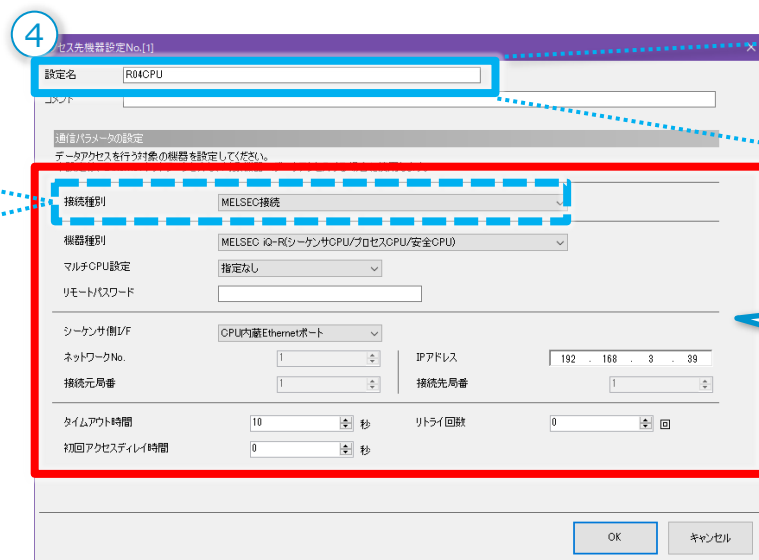 4
セス先機器設定No.[1]
設定名 R04CPU
コメント
通信パラメータの設定
データアクセスを行う対象の機器を設定してください。
接続種別 MELSEC接続
機器種別 MELSEC iQ-R(シーケンサCPU/プロセスCPU/安全CPU)
マルチCPU設定 指定なし
リモートパスワード
シーケンサ側I/F CPU内蔵Ethernetポート
ネットワークNo. 1 IPアドレス 192 . 168 . 3 . 39
接続元局番 1 接続先局番 1
タイムアウト時間 10 秒 リトライ回数 0 回
初回アクセスディレイ時間 0 秒
OK キャンセル